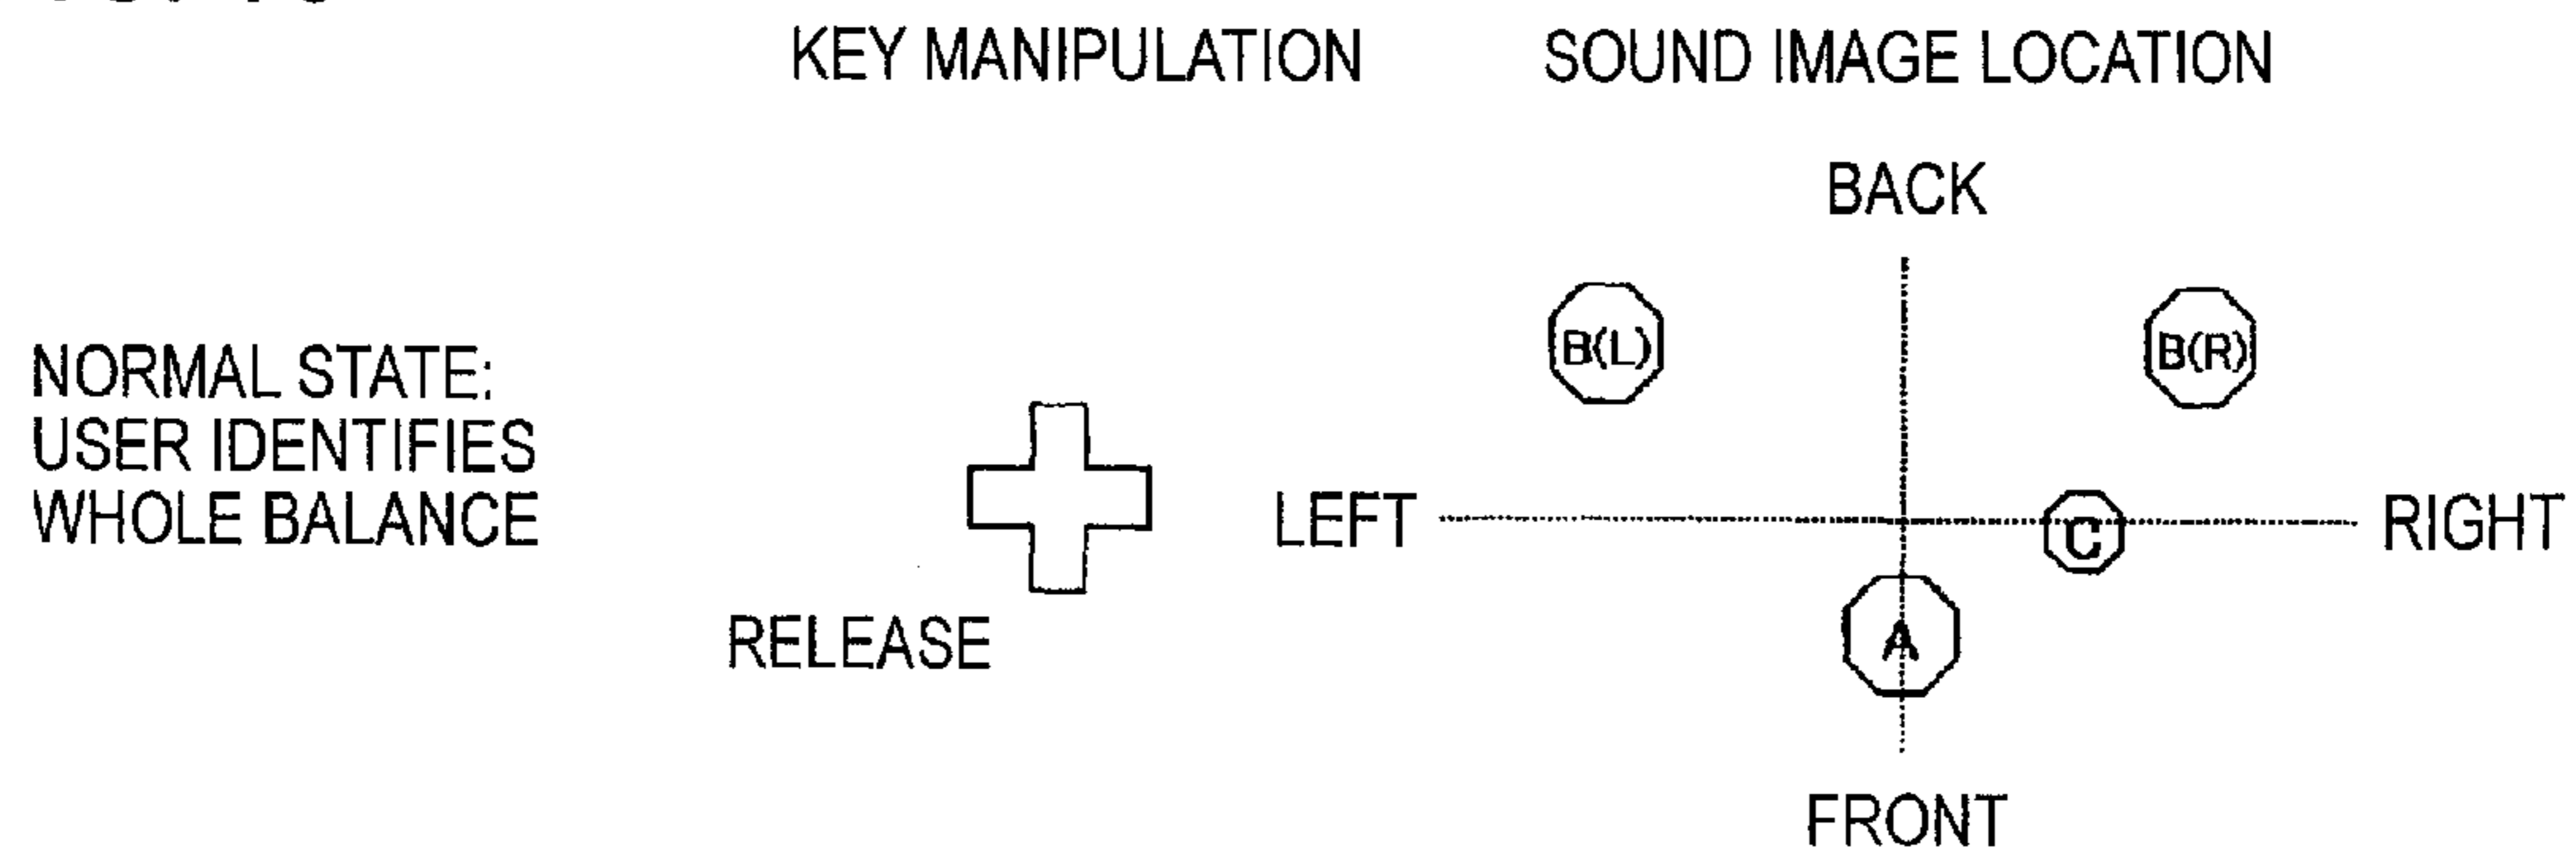 KEY MANIPULATION SOUND IMAGE LOCATION
BACK
B(L) B(R)
NORMAL STATE:
USER IDENTIFIES
WHOLE BALANCE
LEFT C RIGHT
A
RELEASE
FRONT